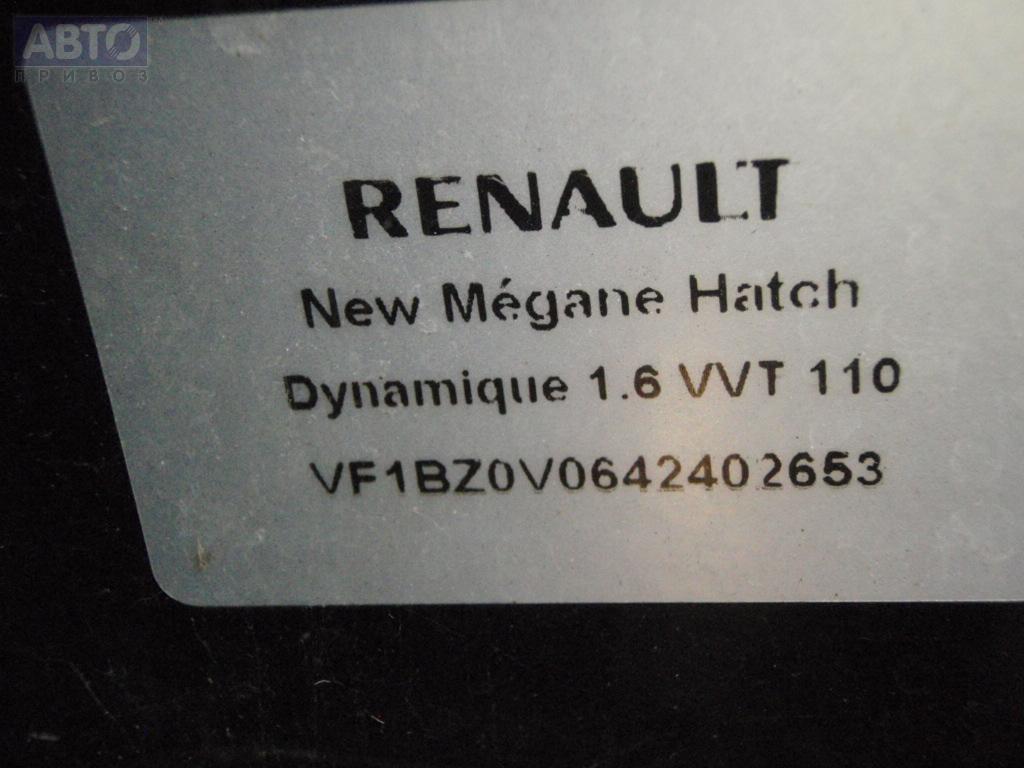 АВТО
ПРИВОЗ
RENAULT
New Mégane Hatch
Dynamique 1.6 VVT 110
VF1BZ0V0642402653